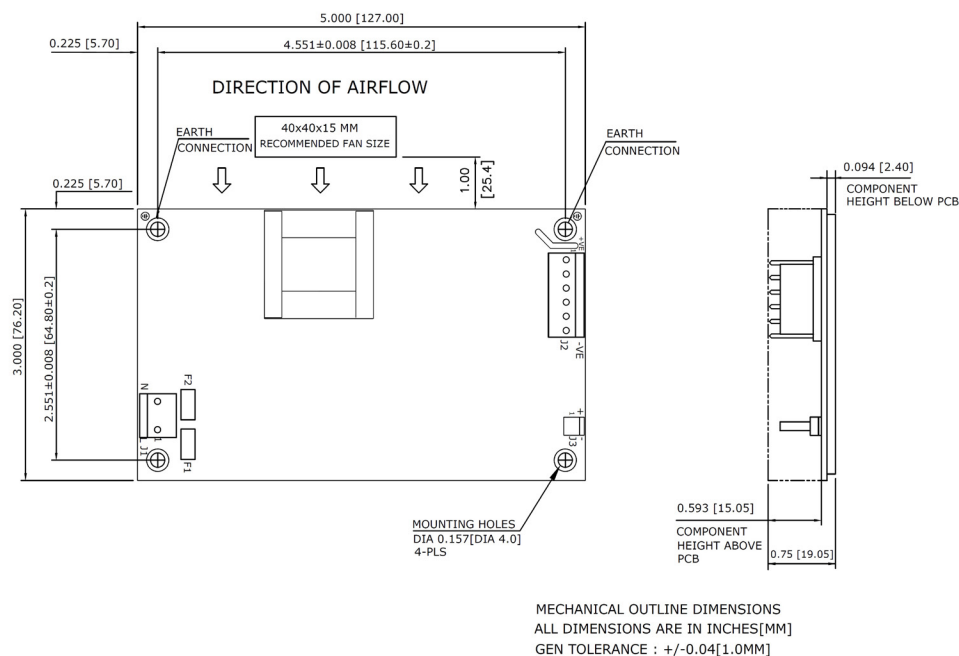 5.000 [127.00]
0.225 [5.70]
4.551±0.008 [115.60±0.2]
DIRECTION OF AIRFLOW
40x40x15 MM
RECOMMENDED FAN SIZE
EARTH
CONNECTION
EARTH
CONNECTION
1.00
[25.4]
0.225 [5.70]
0.094 [2.40]
COMPONENT
HEIGHT BELOW PCB
3.000 [76.20]
2.551±0.008 [64.80±0.2]
+VE
1
J2
-VE
N
F2
L
1
J1
F1
+
1
-
J3
MOUNTING HOLES
DIA 0.157[DIA 4.0]
4-PLS
0.593 [15.05]
COMPONENT
HEIGHT ABOVE
PCB
0.75 [19.05]
MECHANICAL OUTLINE DIMENSIONS
ALL DIMENSIONS ARE IN INCHES[MM]
GEN TOLERANCE : +/-0.04[1.0MM]